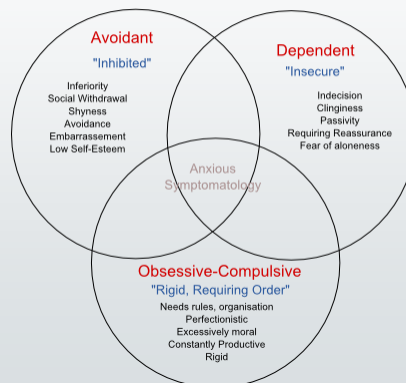 Avoidant
"Inhibited"
Inferiority
Social Withdrawal
Shyness
Avoidance
Embarrassement
Low Self-Esteem
Dependent
"Insecure"
Indecision
Clinginess
Passivity
Requiring Reassurance
Fear of aloneness
Anxious
Symptomatology
Obsessive-Compulsive
"Rigid, Requiring Order"
Needs rules, organisation
Perfectionistic
Excessively moral
Constantly Productive
Rigid